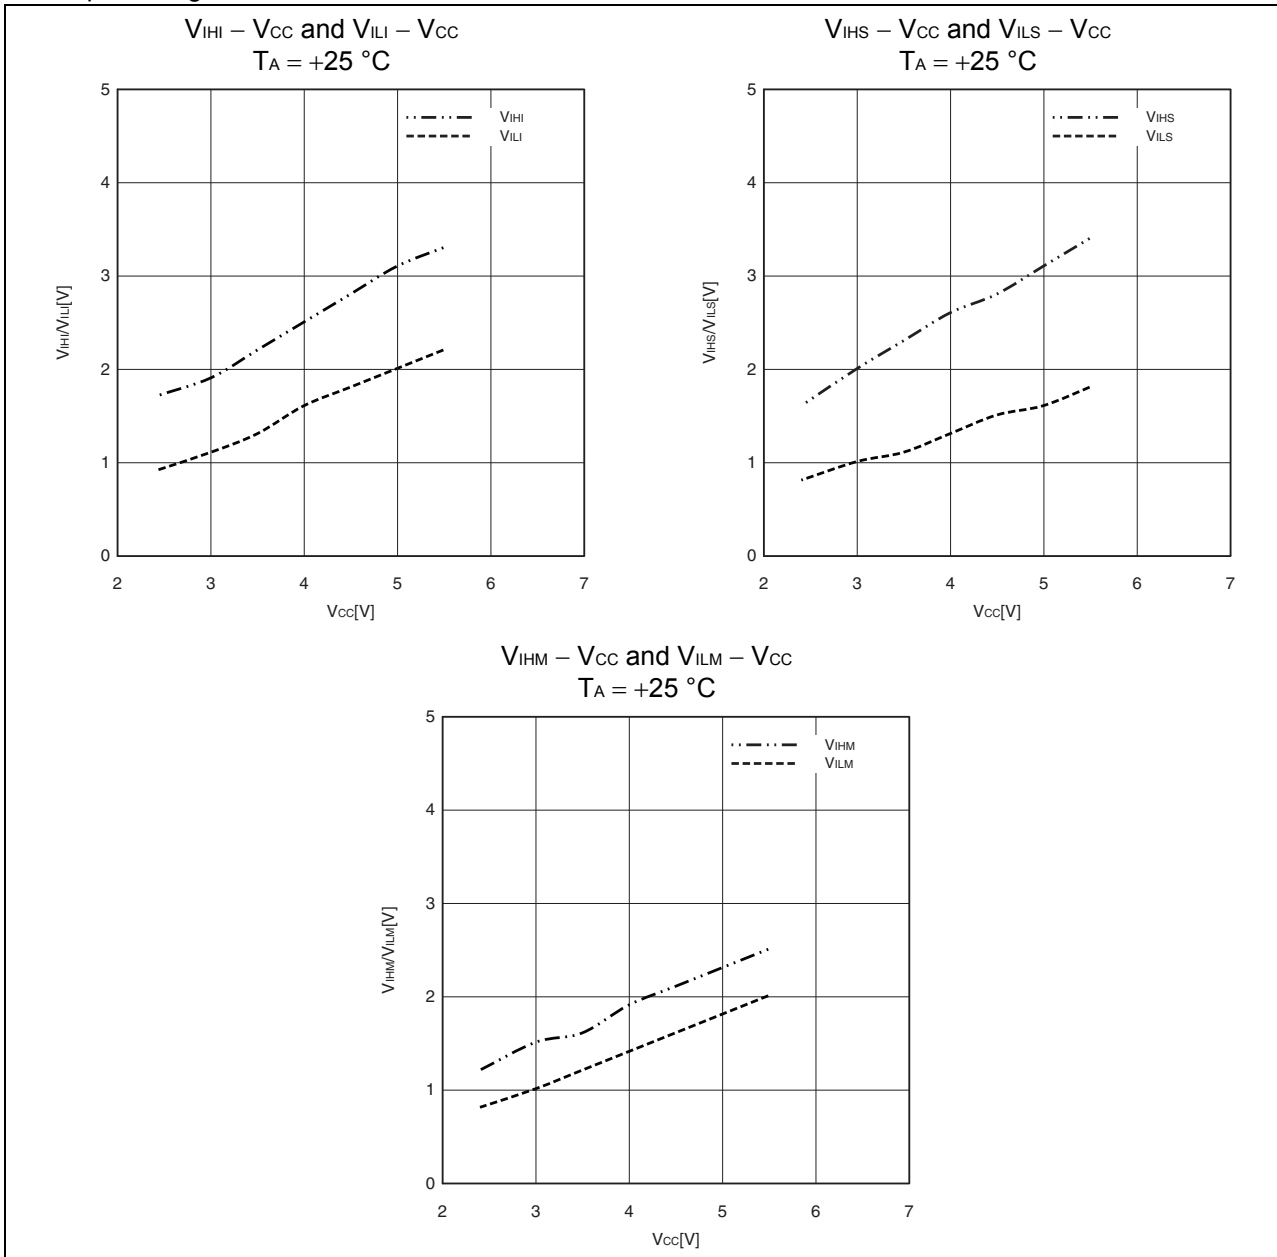 VIHI − VCC and VILI − VCC
TA = +25 °C
VIHI
VILI
5
4
3
2
1
0
VIHI/VILI[V]
2 3 4 5 6 7
VCC[V]
VIHS − VCC and VILS − VCC
TA = +25 °C
VIHS
VILS
5
4
3
2
1
0
VIHS/VILS[V]
2 3 4 5 6 7
VCC[V]
VIHM − VCC and VILM − VCC
TA = +25 °C
VIHM
VILM
5
4
3
2
1
0
VIHM/VILM[V]
2 3 4 5 6 7
VCC[V]